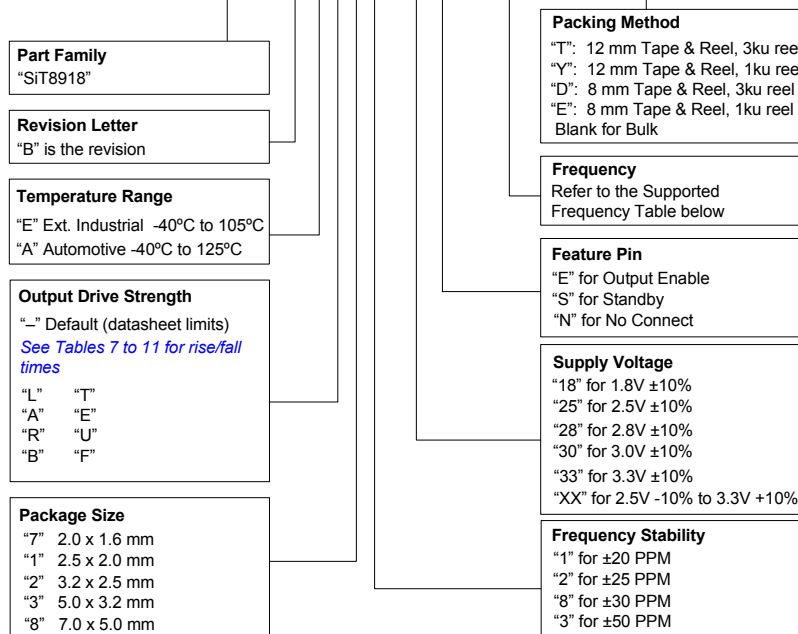 Part Family
“SiT8918”
Revision Letter
“B” is the revision
Temperature Range
“E” Ext. Industrial -40ºC to 105ºC
“A” Automotive -40ºC to 125ºC
Output Drive Strength
“–” Default (datasheet limits)
See Tables 7 to 11 for rise/fall
times
“L” “T”
“A” “E”
“R” “U”
“B” “F”
Package Size
“7” 2.0 x 1.6 mm
“1” 2.5 x 2.0 mm
“2” 3.2 x 2.5 mm
“3” 5.0 x 3.2 mm
“8” 7.0 x 5.0 mm
Packing Method
“T”: 12 mm Tape & Reel, 3ku ree
“Y”: 12 mm Tape & Reel, 1ku ree
“D”: 8 mm Tape & Reel, 3ku reel
“E”: 8 mm Tape & Reel, 1ku reel
Blank for Bulk
Frequency
Refer to the Supported
Frequency Table below
Feature Pin
“E” for Output Enable
“S” for Standby
“N” for No Connect
Supply Voltage
“18” for 1.8V ±10%
“25” for 2.5V ±10%
“28” for 2.8V ±10%
“30” for 3.0V ±10%
“33” for 3.3V ±10%
“XX” for 2.5V -10% to 3.3V +10%
Frequency Stability
“1” for ±20 PPM
“2” for ±25 PPM
“8” for ±30 PPM
“3” for ±50 PPM